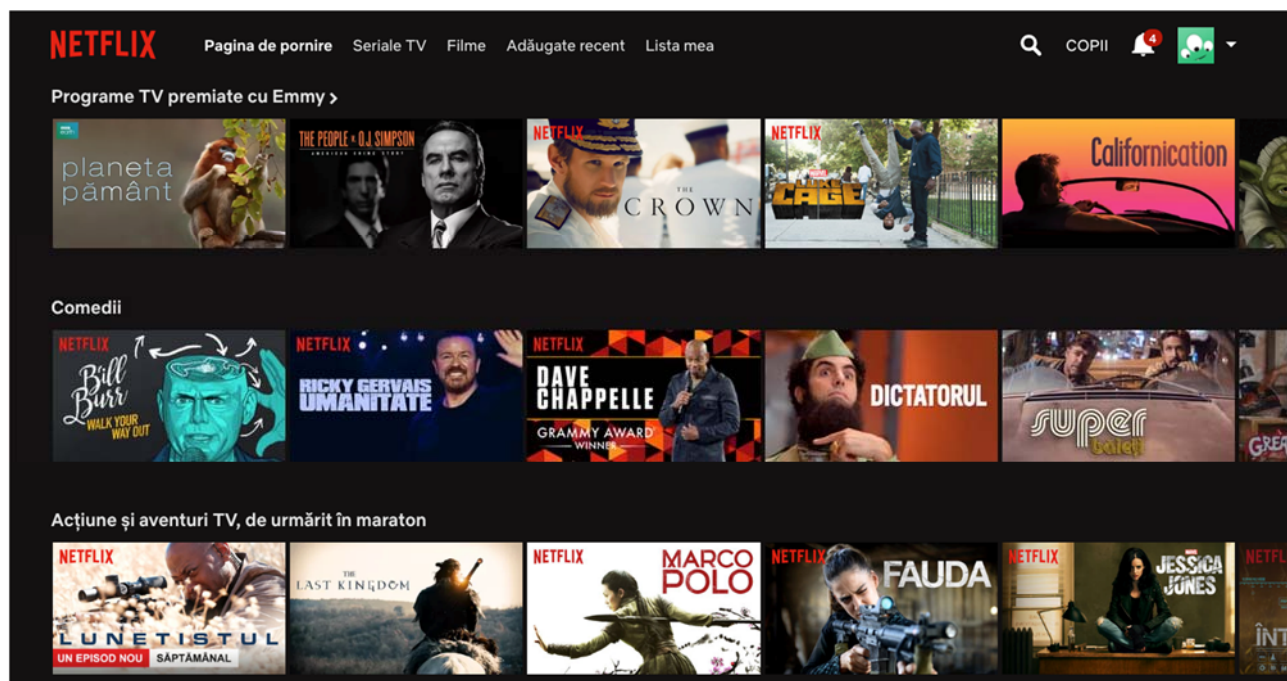 NETFLIX Pagina de pornire Seriale TV Filme Adăugate recent Lista mea COPII 4
Programe TV premiate cu Emmy >
planeta
pământ
THE PEOPLE v O.J. SIMPSON
AMERICAN CRIME STORY
NETFLIX
THE
CROWN
NETFLIX
MARVEL
LUKE
CAGE
Californication
Comedii
NETFLIX
Bill
Burr
WALK YOUR
WAY OUT
NETFLIX
RICKY GERVAIS
UMANITATE
NETFLIX
DAVE
CHAPPELLE
GRAMMY AWARD
WINNER
DICTATORUL
super
băieți
Acțiune și aventuri TV, de urmărit în maraton
NETFLIX
LUNETISTUL
UN EPISOD NOU SĂPTĂMÂNAL
THE
LAST KINGDOM
NETFLIX
MARCO
POLO
NETFLIX
FAUDA
NETFLIX
MARVEL
JESSICA
JONES